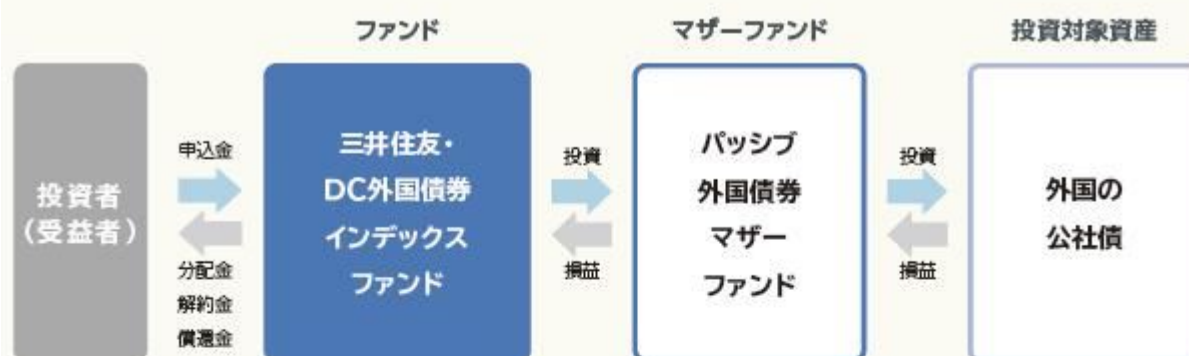 ファンド
マザーファンド
投資対象資産
投資者
(受益者)
申込金
分配金
解約金
償還金
三井住友・
DC外国債券
インデックス
ファンド
投資
損益
パッシブ
外国債券
マザー
ファンド
投資
損益
外国の
公社債